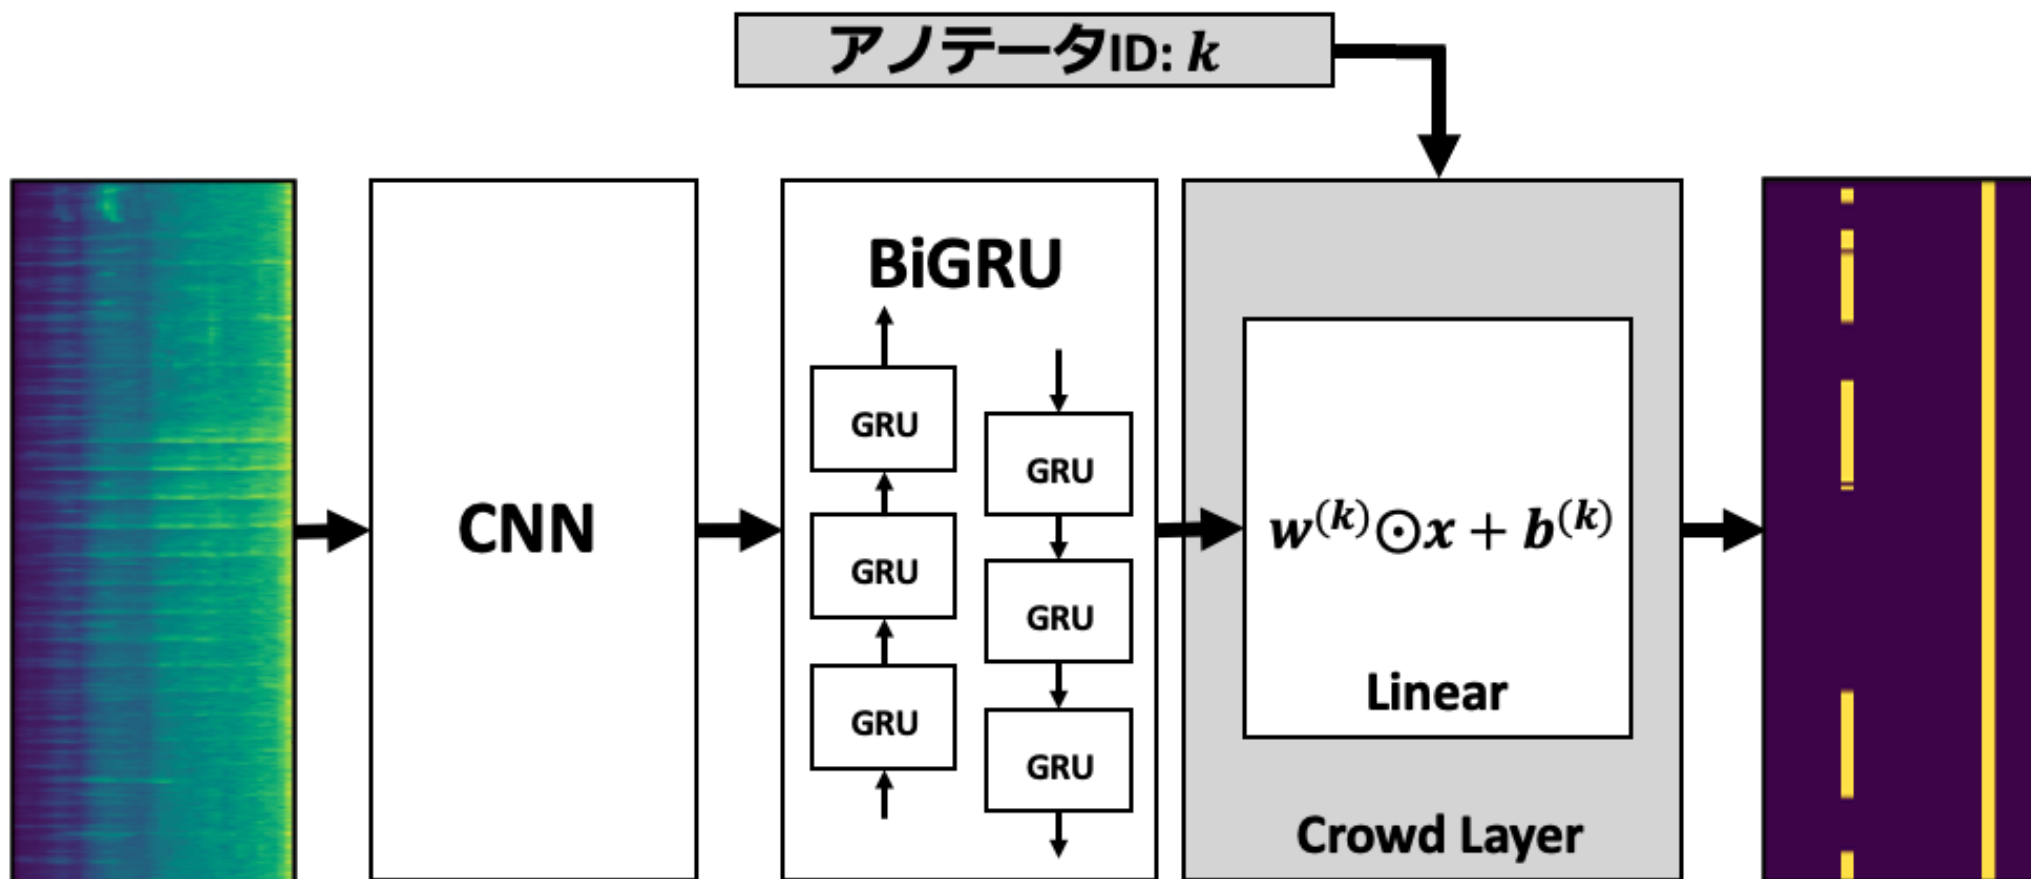 アノテータID: k
CNN
BiGRU
GRU
GRU
GRU
GRU
GRU
GRU
w^(k)⊙x + b^(k)
Linear
Crowd Layer